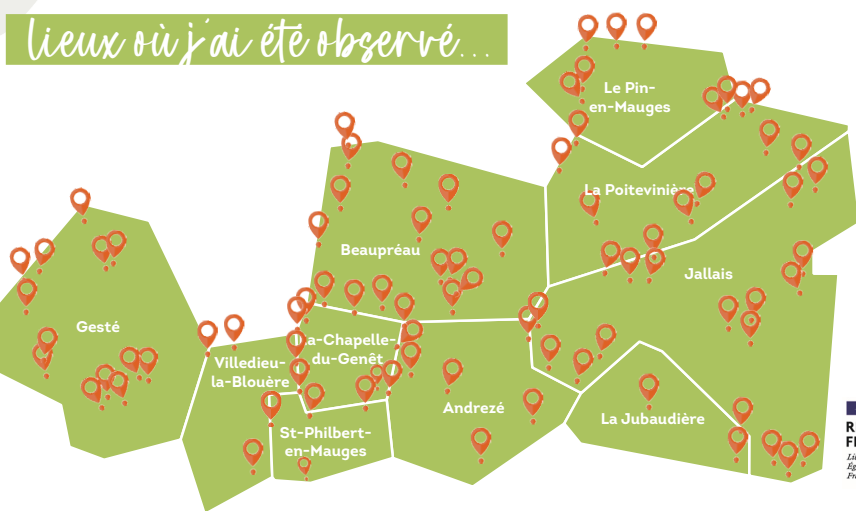 lieux où j'ai été observé...
Le Pin-
en-Mauges
La Poitevinière
Beaupréau
Jallais
Gesté
La-Chapelle-
du-Genêt
Villedieu-
la-Blouère
Andrezé
La Jubaudière
St-Philbert-
en-Mauges